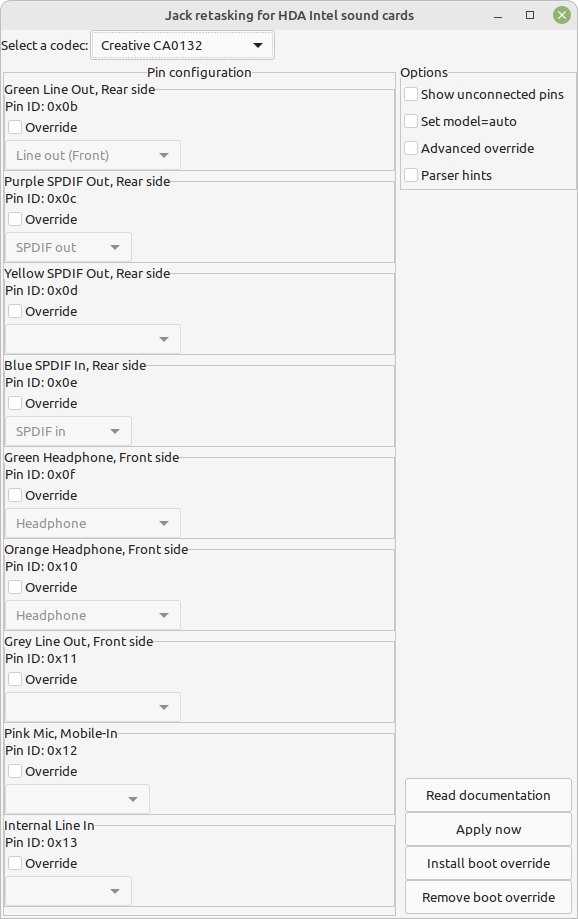 Jack retasking for HDA Intel sound cards
Select a codec: Creative CA0132
Pin configuration
Green Line Out, Rear side
Pin ID: 0x0b
Override
Line out (Front)
Purple SPDIF Out, Rear side
Pin ID: 0x0c
Override
SPDIF out
Yellow SPDIF Out, Rear side
Pin ID: 0x0d
Override
Blue SPDIF In, Rear side
Pin ID: 0x0e
Override
SPDIF in
Green Headphone, Front side
Pin ID: 0x0f
Override
Headphone
Orange Headphone, Front side
Pin ID: 0x10
Override
Headphone
Grey Line Out, Front side
Pin ID: 0x11
Override
Pink Mic, Mobile-In
Pin ID: 0x12
Override
Internal Line In
Pin ID: 0x13
Override
Options
Show unconnected pins
Set model=auto
Advanced override
Parser hints
Read documentation
Apply now
Install boot override
Remove boot override